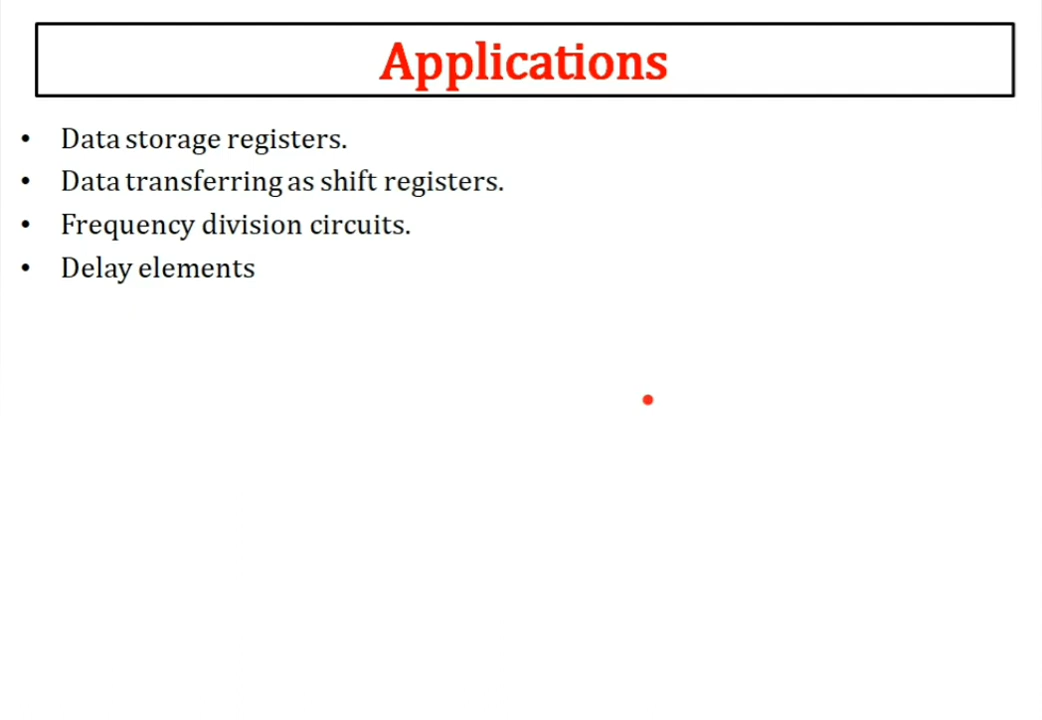 Applications
• Data storage registers.
• Data transferring as shift registers.
• Frequency division circuits.
• Delay elements